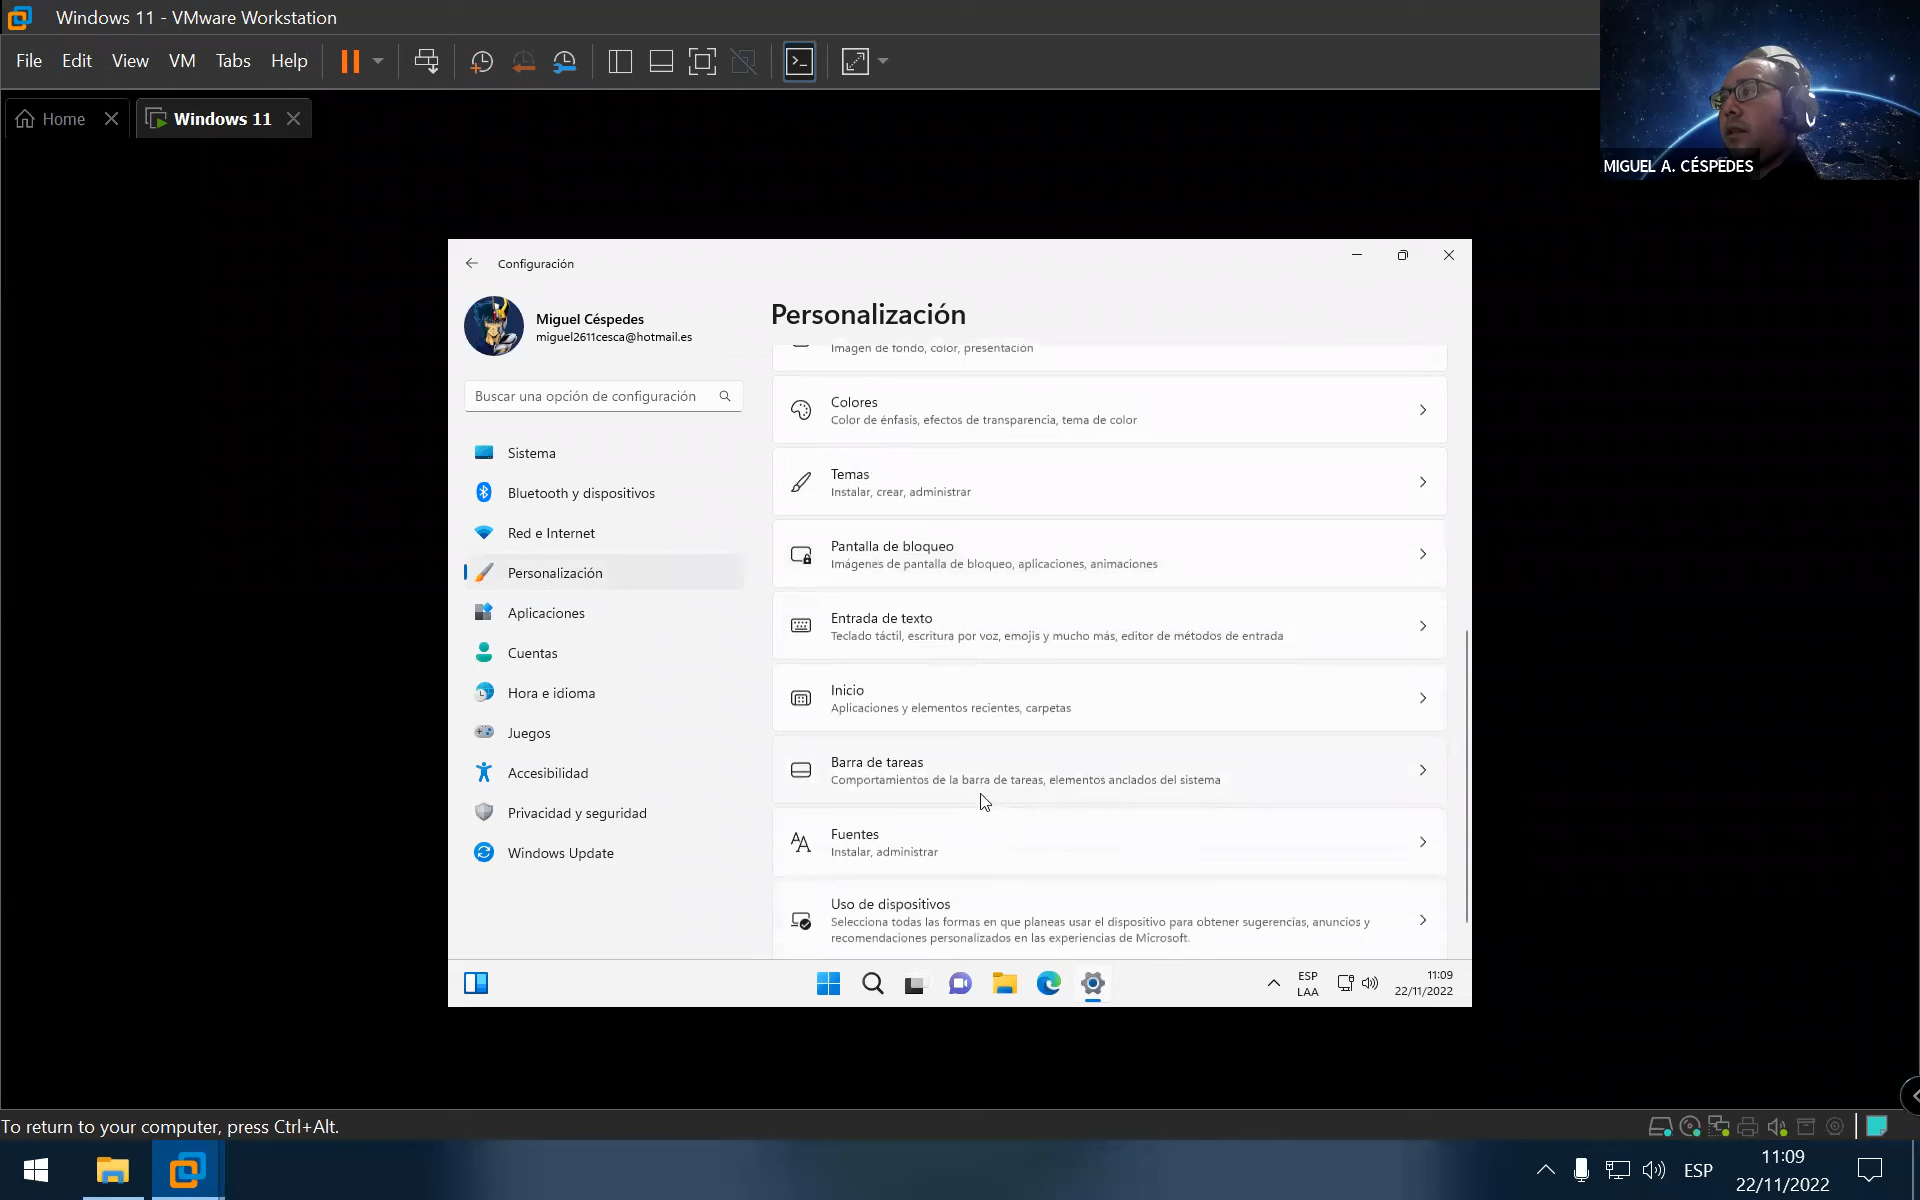 Windows 11 - VMware Workstation
File Edit View VM Tabs Help
Home
Windows 11
MIGUEL A. CÉSPEDES
Configuración
Miguel Céspedes
miguel2611cesca@hotmail.es
Buscar una opción de configuración
Sistema
Bluetooth y dispositivos
Red e Internet
Personalización
Aplicaciones
Cuentas
Hora e idioma
Juegos
Accesibilidad
Privacidad y seguridad
Windows Update
Personalización
Imagen de fondo, color, presentación
Colores
Color de énfasis, efectos de transparencia, tema de color
Temas
Instalar, crear, administrar
Pantalla de bloqueo
Imágenes de pantalla de bloqueo, aplicaciones, animaciones
Entrada de texto
Teclado táctil, escritura por voz, emojis y mucho más, editor de métodos de entrada
Inicio
Aplicaciones y elementos recientes, carpetas
Barra de tareas
Comportamientos de la barra de tareas, elementos anclados del sistema
Fuentes
Instalar, administrar
Uso de dispositivos
Selecciona todas las formas en que planeas usar el dispositivo para obtener sugerencias, anuncios y
recomendaciones personalizados en las experiencias de Microsoft.
ESP
LAA
11:09
22/11/2022
To return to your computer, press Ctrl+Alt.
ESP
11:09
22/11/2022